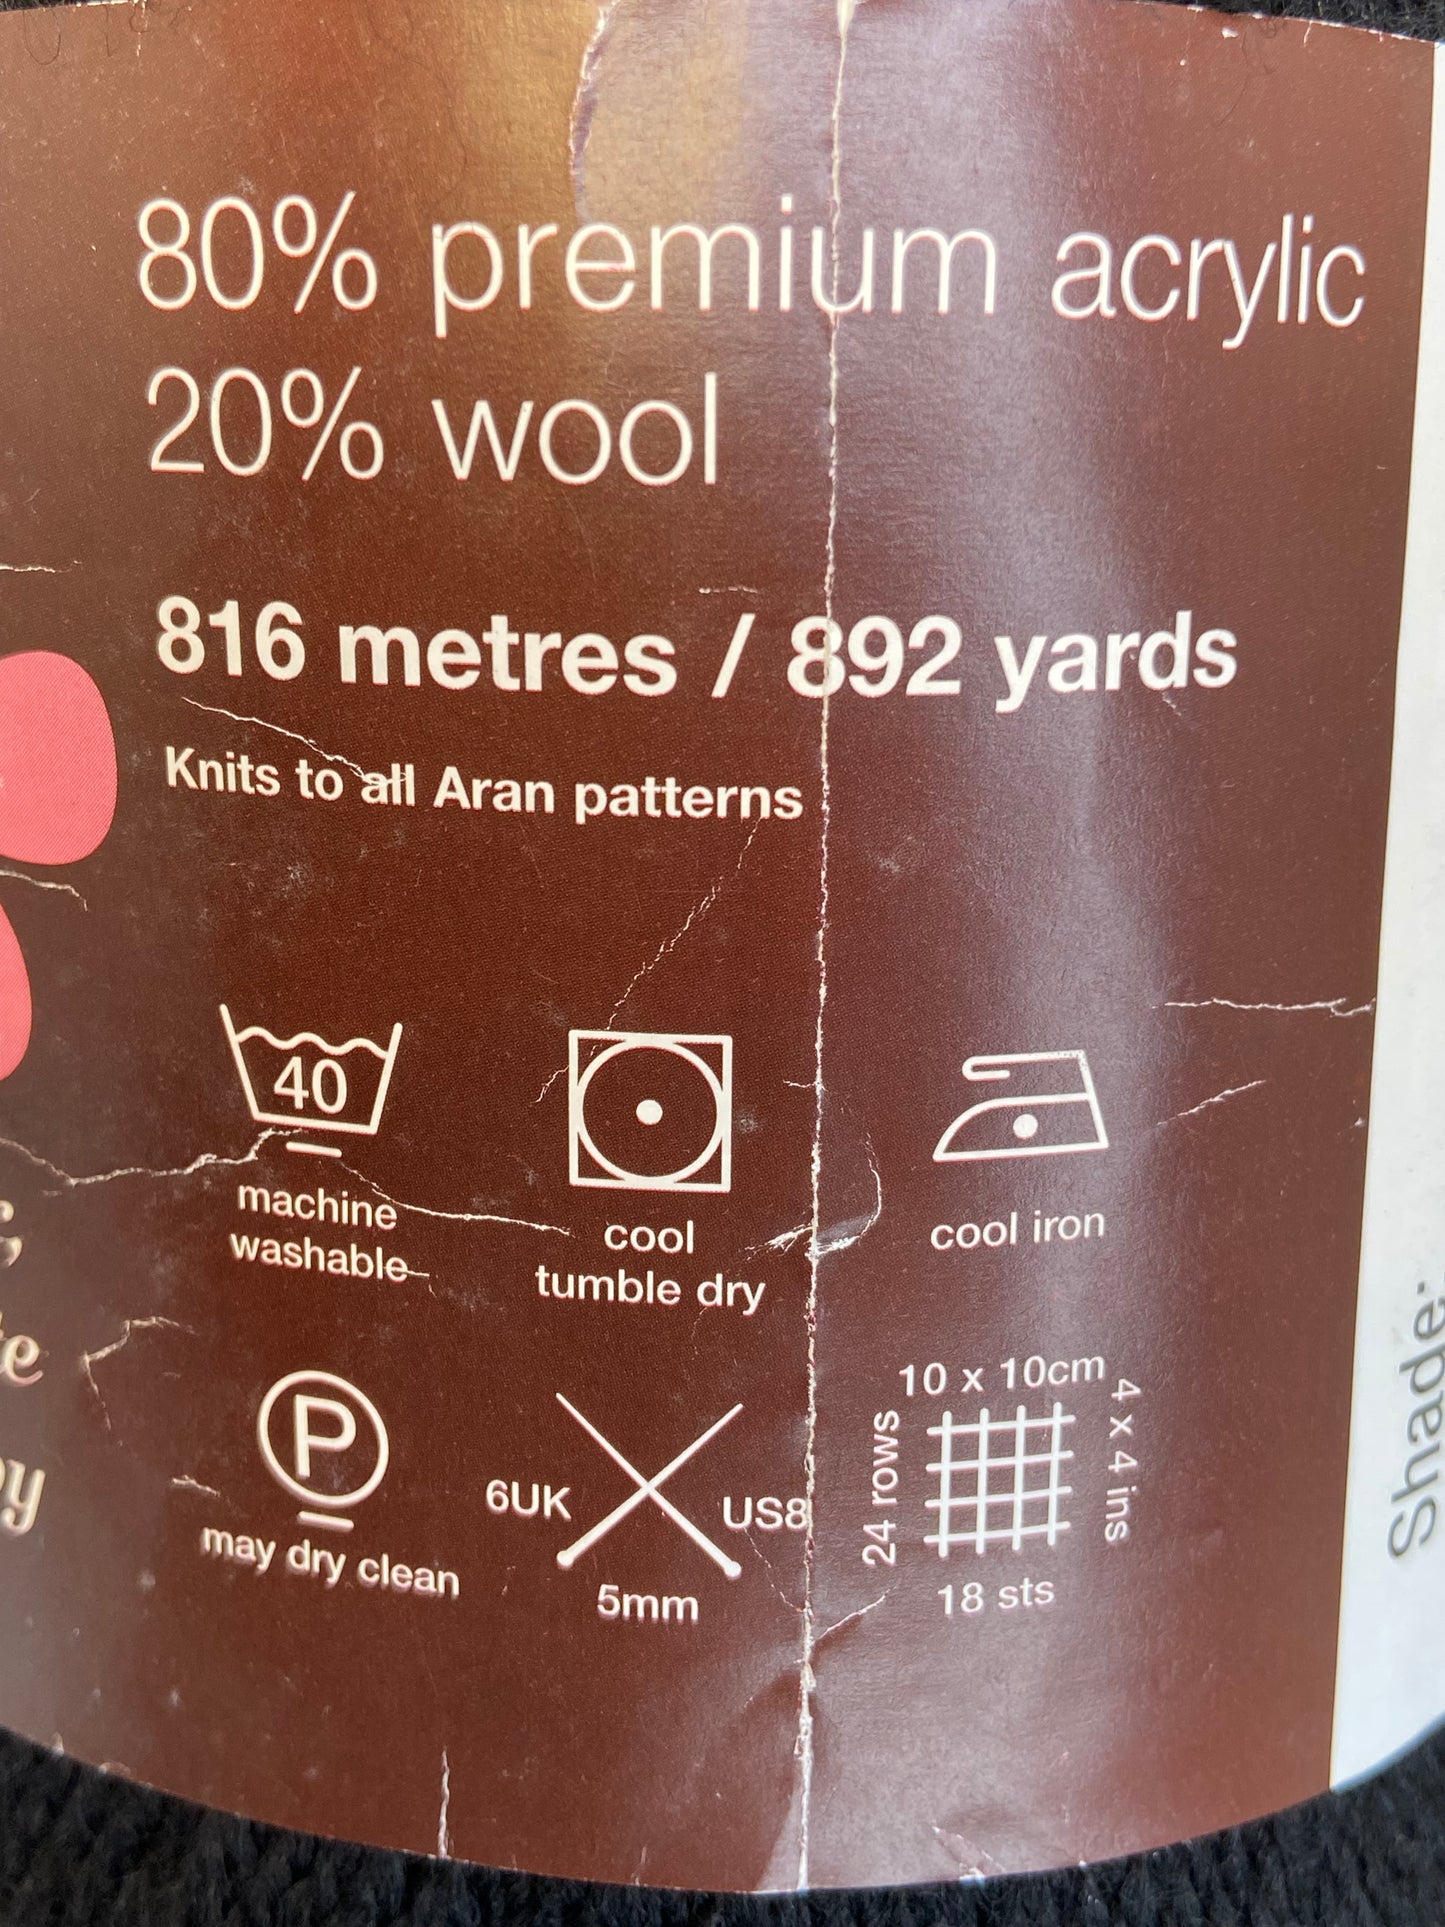 80% premium acrylic
20% wool
816 metres / 892 yards
Knits to all Aran patterns
40
machine
washable
cool
tumble dry
cool iron
P
may dry clean
6UK
US8
5mm
10 x 10cm
24 rows
4 x 4 ins
18 sts
Shade: